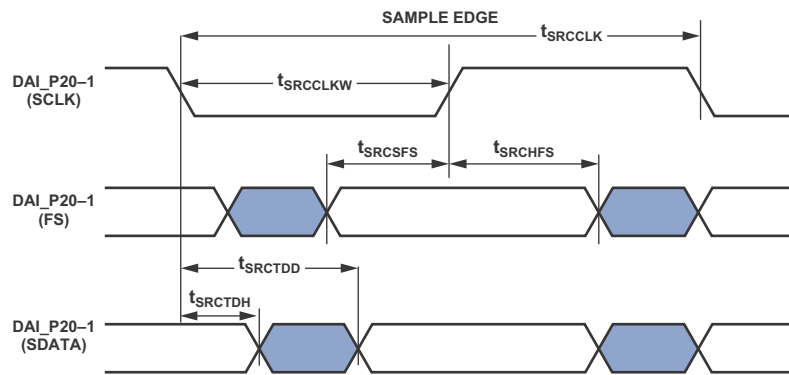 SAMPLE EDGE
tSRCCLK
DAI_P20–1
(SCLK)
tSRCCLKW
tSRCSFS
tSRCHFS
DAI_P20–1
(FS)
tSRCTDD
tSRCTDH
DAI_P20–1
(SDATA)